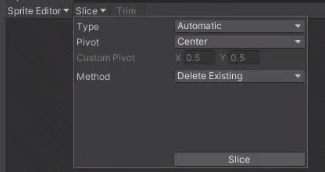 Sprite Editor Slice Trim
Type Automatic
Pivot Center
Custom Pivot X 0.5 Y 0.5
Method Delete Existing
Slice